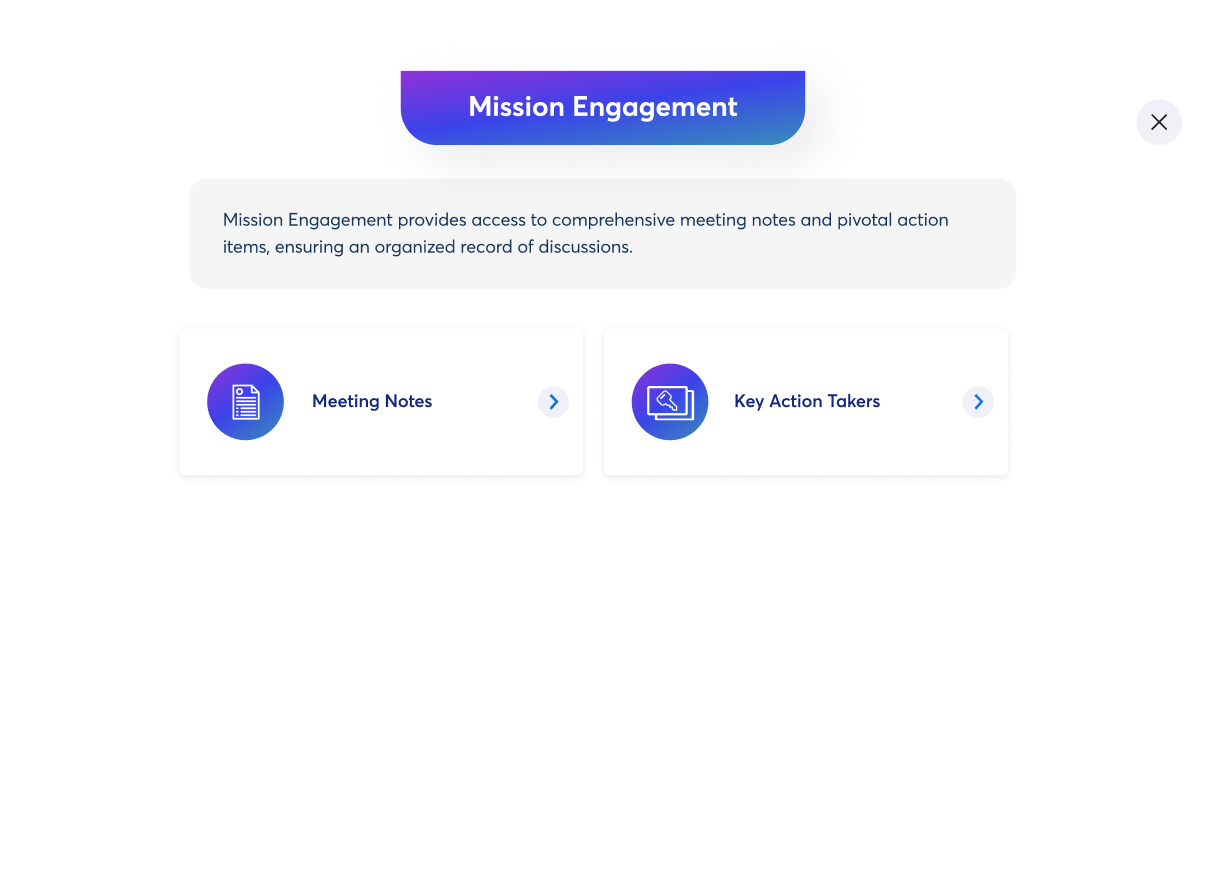 Mission Engagement
Mission Engagement provides access to comprehensive meeting notes and pivotal action
items, ensuring an organized record of discussions.
Meeting Notes
Key Action Takers